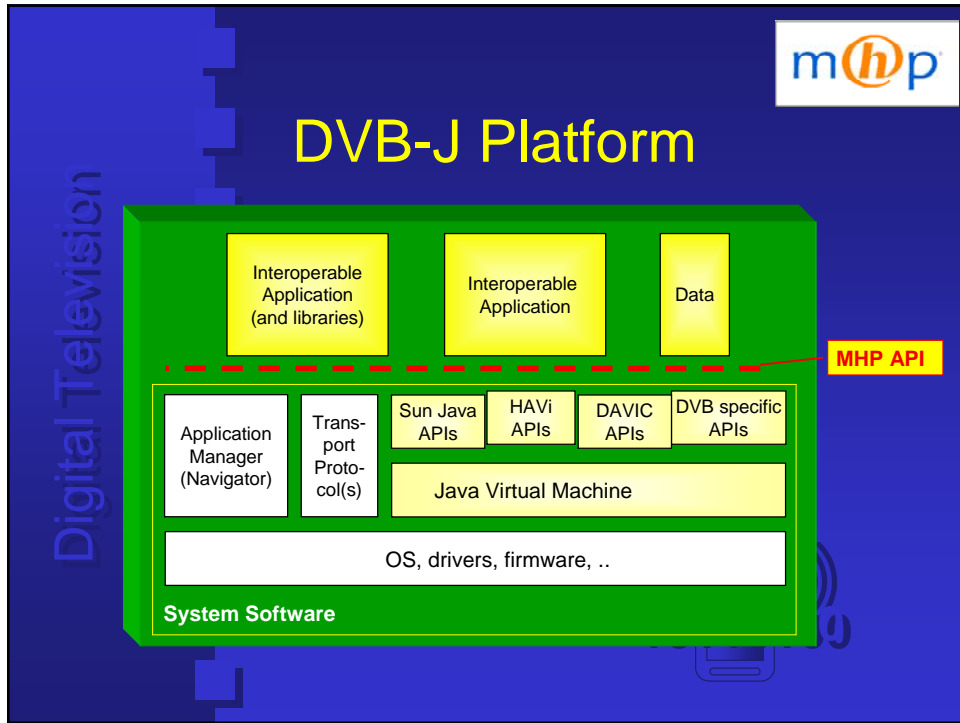 mhp
DVB-J Platform
Digital Television
Interoperable
Application
(and libraries)
Interoperable
Application
Data
MHP API
Application
Manager
(Navigator)
Trans-
port
Proto-
col(s)
Sun Java
APIs
HAVi
APIs
DAVIC
APIs
DVB specific
APIs
Java Virtual Machine
OS, drivers, firmware, ..
System Software